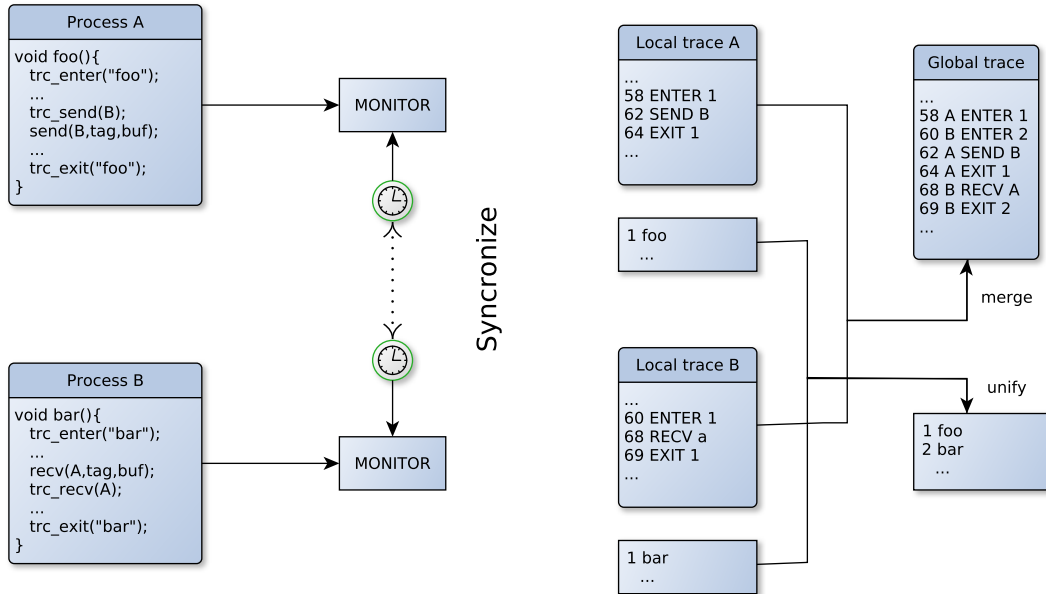 Process A
void foo(){
trc_enter("foo");
...
trc_send(B);
send(B,tag,buf);
...
trc_exit("foo");
}
MONITOR
Process B
void bar(){
trc_enter("bar");
...
recv(A,tag,buf);
trc_recv(A);
...
trc_exit("bar");
}
MONITOR
Syncronize
Local trace A
...
58 ENTER 1
62 SEND B
64 EXIT 1
...
1 foo
...
Local trace B
...
60 ENTER 1
68 RECV a
69 EXIT 1
...
1 bar
...
Global trace
...
58 A ENTER 1
60 B ENTER 2
62 A SEND B
64 A EXIT 1
68 B RECV A
69 B EXIT 2
...
merge
unify
1 foo
2 bar
...